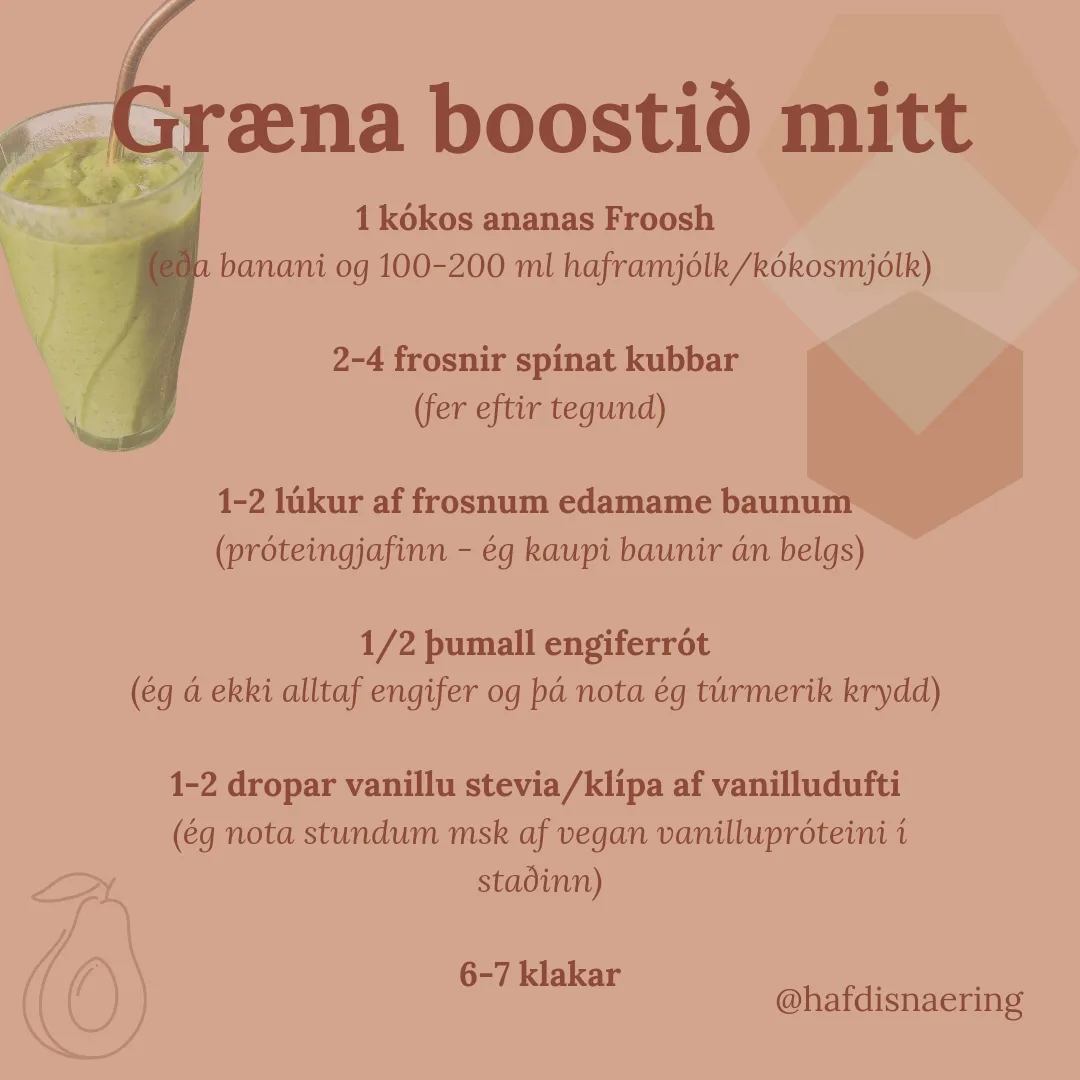 Græna boostið mitt
1 kókos ananas Froosh
(eða banani og 100-200 ml haframjólk/kókosmjólk)
2-4 frosnir spínat kubbar
(fer eftir tegund)
1-2 lúkur af frosnum edamame baunum
(próteingjafinn - ég kaupi baunir án belgs)
1/2 þumall engiferrót
(ég á ekki alltaf engifer og þá nota ég túrmerik krydd)
1-2 dropar vanillu stevia/klípa af vanilludufti
(ég nota stundum msk af vegan vanillupróteini í
staðinn)
6-7 klakar
@hafdisnaering